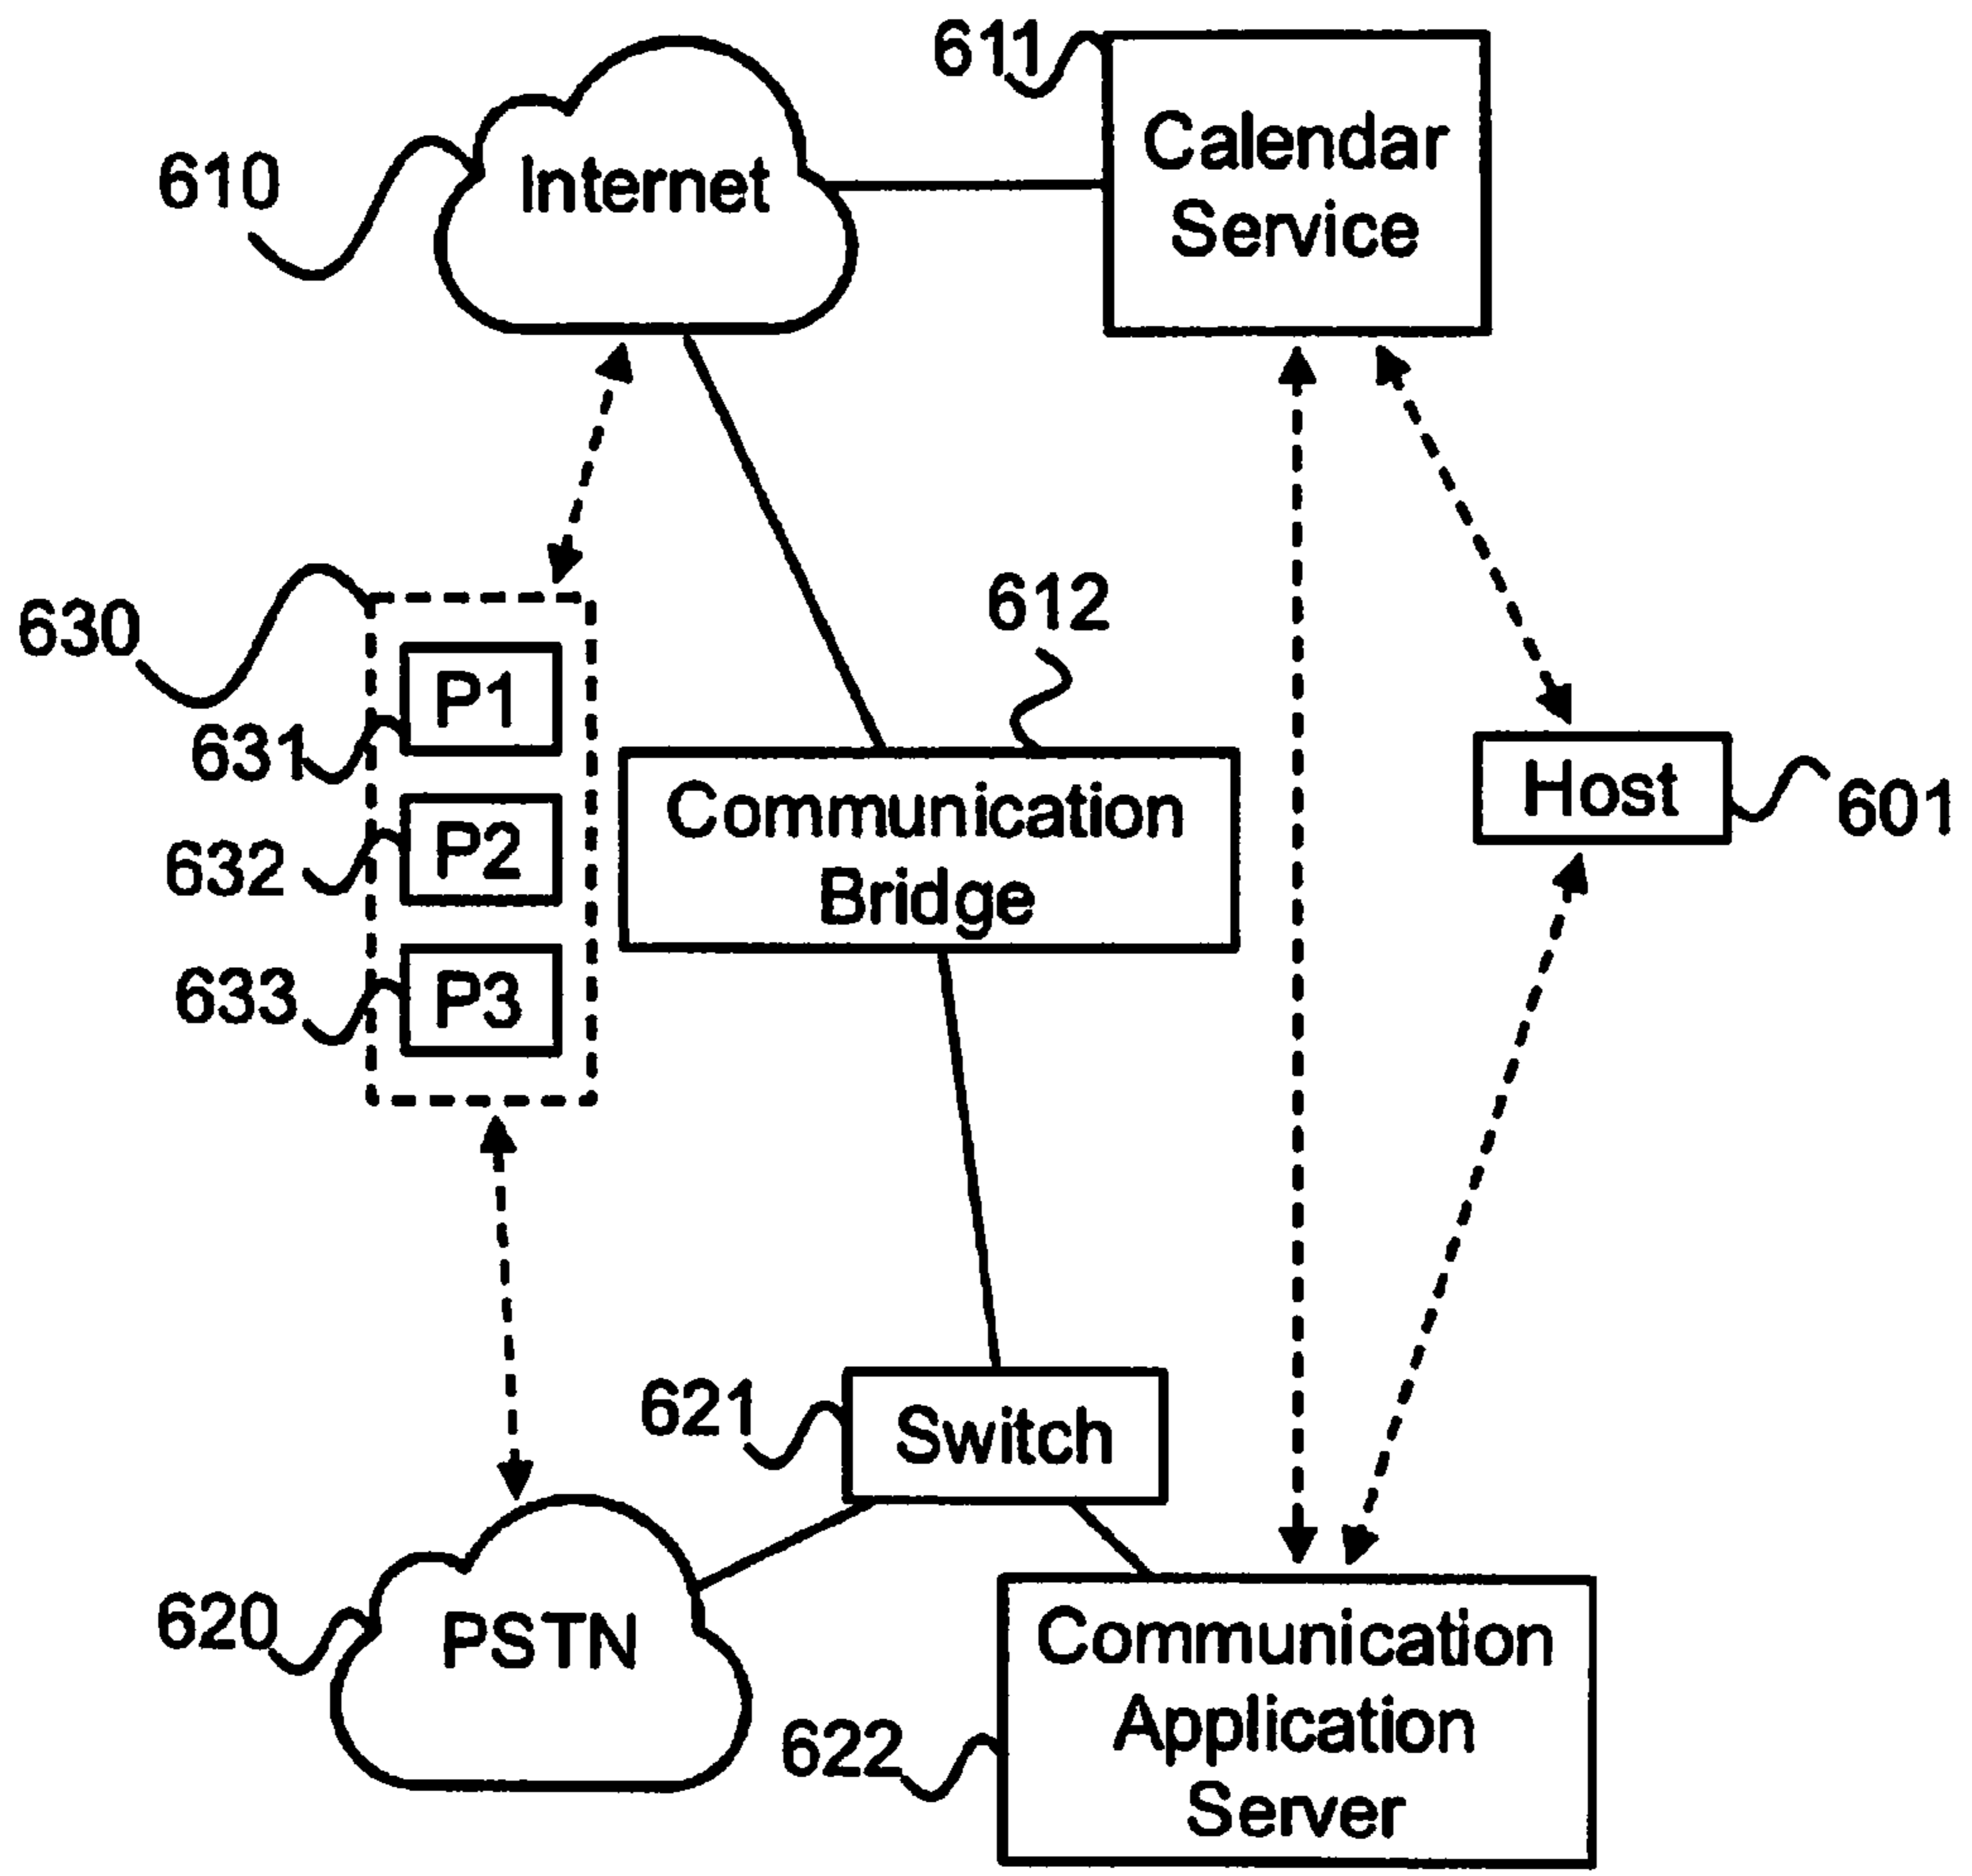 611
Calendar
Service
610
Internet
630
P1
631
612
Communication
Bridge
Host
601
P2
632
P3
633
621
Switch
620
PSTN
622
Communication
Application
Server